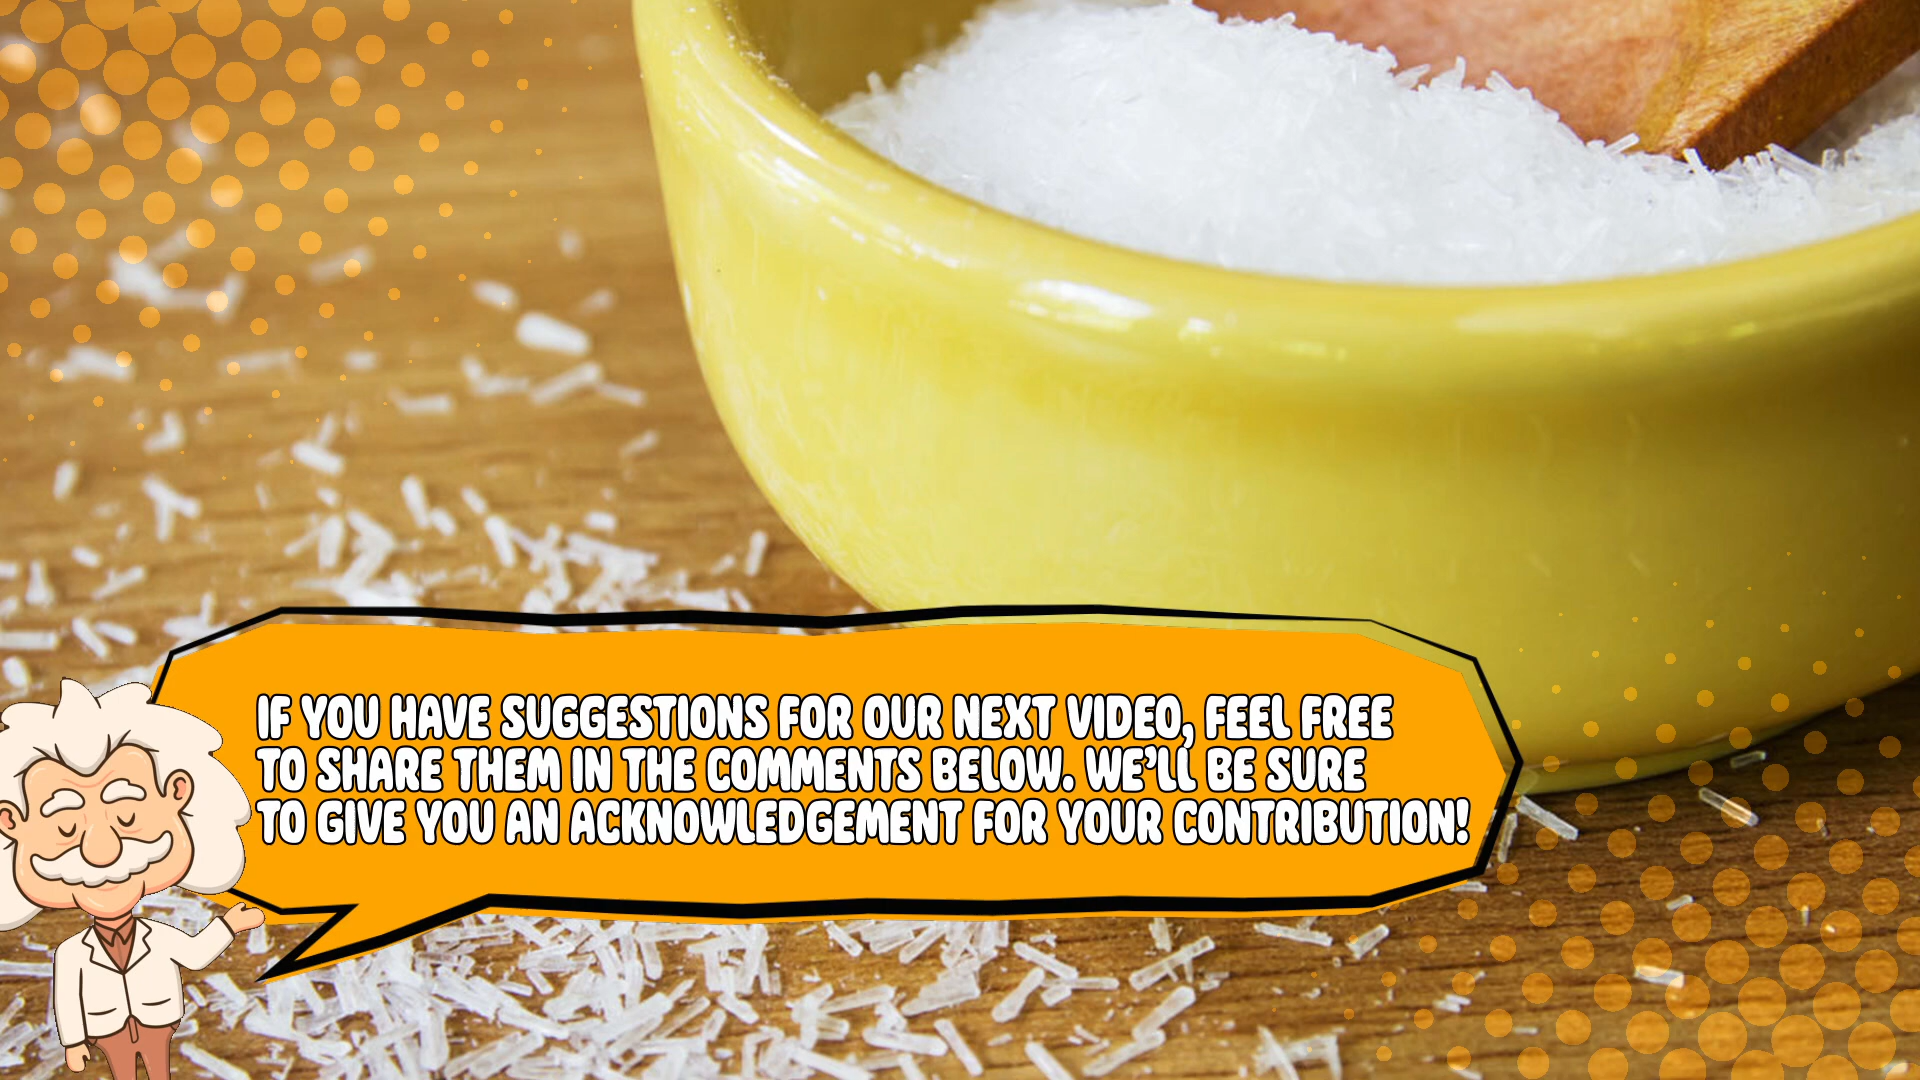 IF YOU HAVE SUGGESTIONS FOR OUR NEXT VIDEO, FEEL FREE
TO SHARE THEM IN THE COMMENTS BELOW. WE'LL BE SURE
TO GIVE YOU AN ACKNOWLEDGEMENT FOR YOUR CONTRIBUTION!